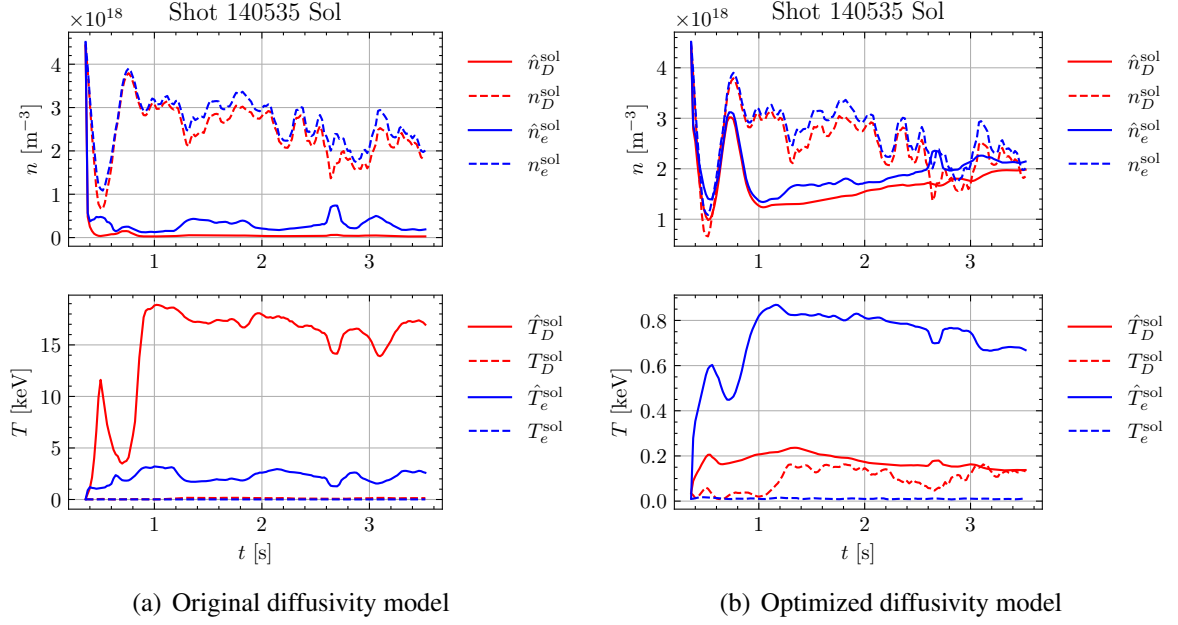 Shot 140535 Sol
×10^18
n [m^−3]
4
3
2
1
0
1
2
3
n̂_D^sol
n_D^sol
n̂_e^sol
n_e^sol
T [keV]
15
10
5
0
1
2
3
t [s]
T̂_D^sol
T_D^sol
T̂_e^sol
T_e^sol
(a) Original diffusivity model
Shot 140535 Sol
×10^18
n [m^−3]
4
3
2
1
1
2
3
n̂_D^sol
n_D^sol
n̂_e^sol
n_e^sol
T [keV]
0.8
0.6
0.4
0.2
0.0
1
2
3
t [s]
T̂_D^sol
T_D^sol
T̂_e^sol
T_e^sol
(b) Optimized diffusivity model